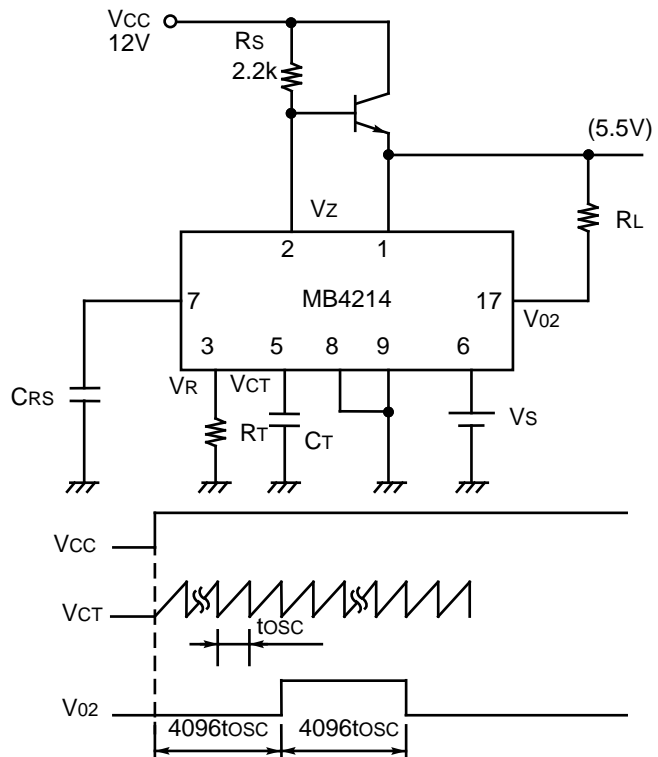 VCC
12V
RS
2.2k
(5.5V)
VZ
RL
2
1
MB4214
7
17
V02
3
5
8
9
6
VR
VCT
CRS
RT
CT
VS
VCC
VCT
tOSC
V02
4096tOSC
4096tOSC